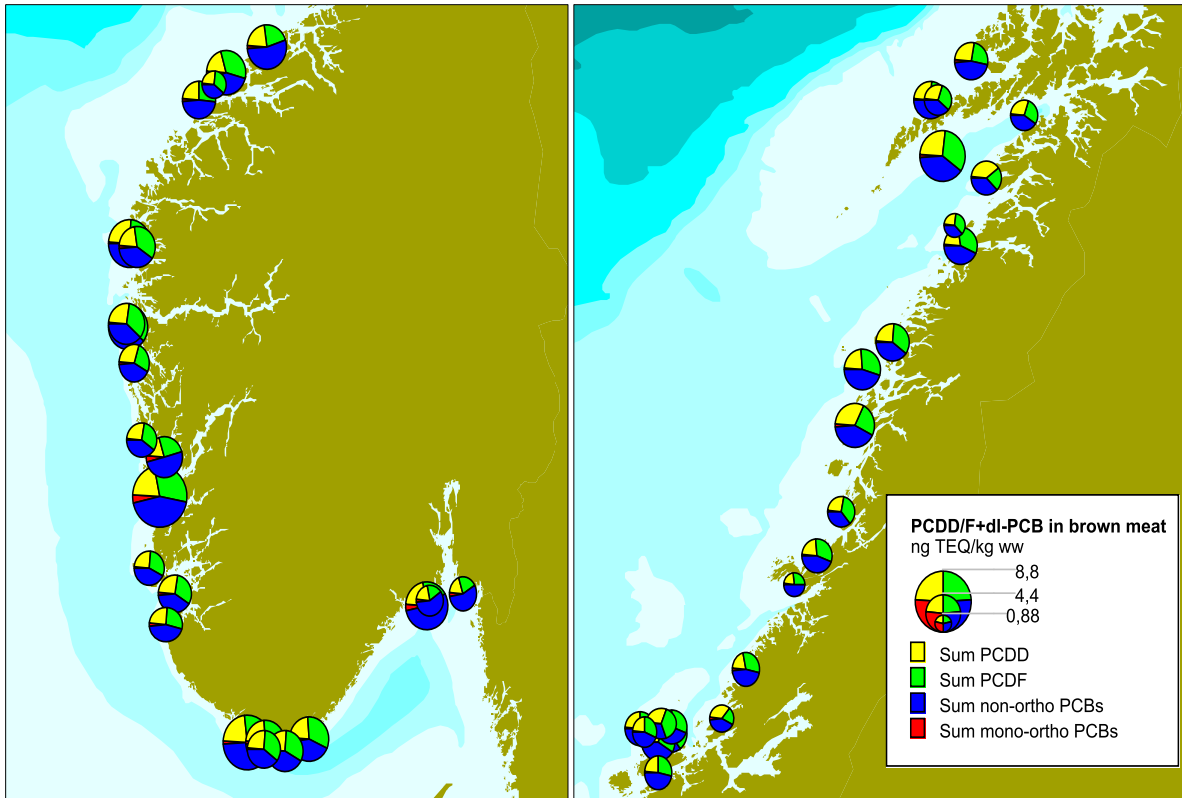 PCDD/F+dl-PCB in brown meat
ng TEQ/kg ww
8,8
4,4
0,88
Sum PCDD
Sum PCDF
Sum non-ortho PCBs
Sum mono-ortho PCBs